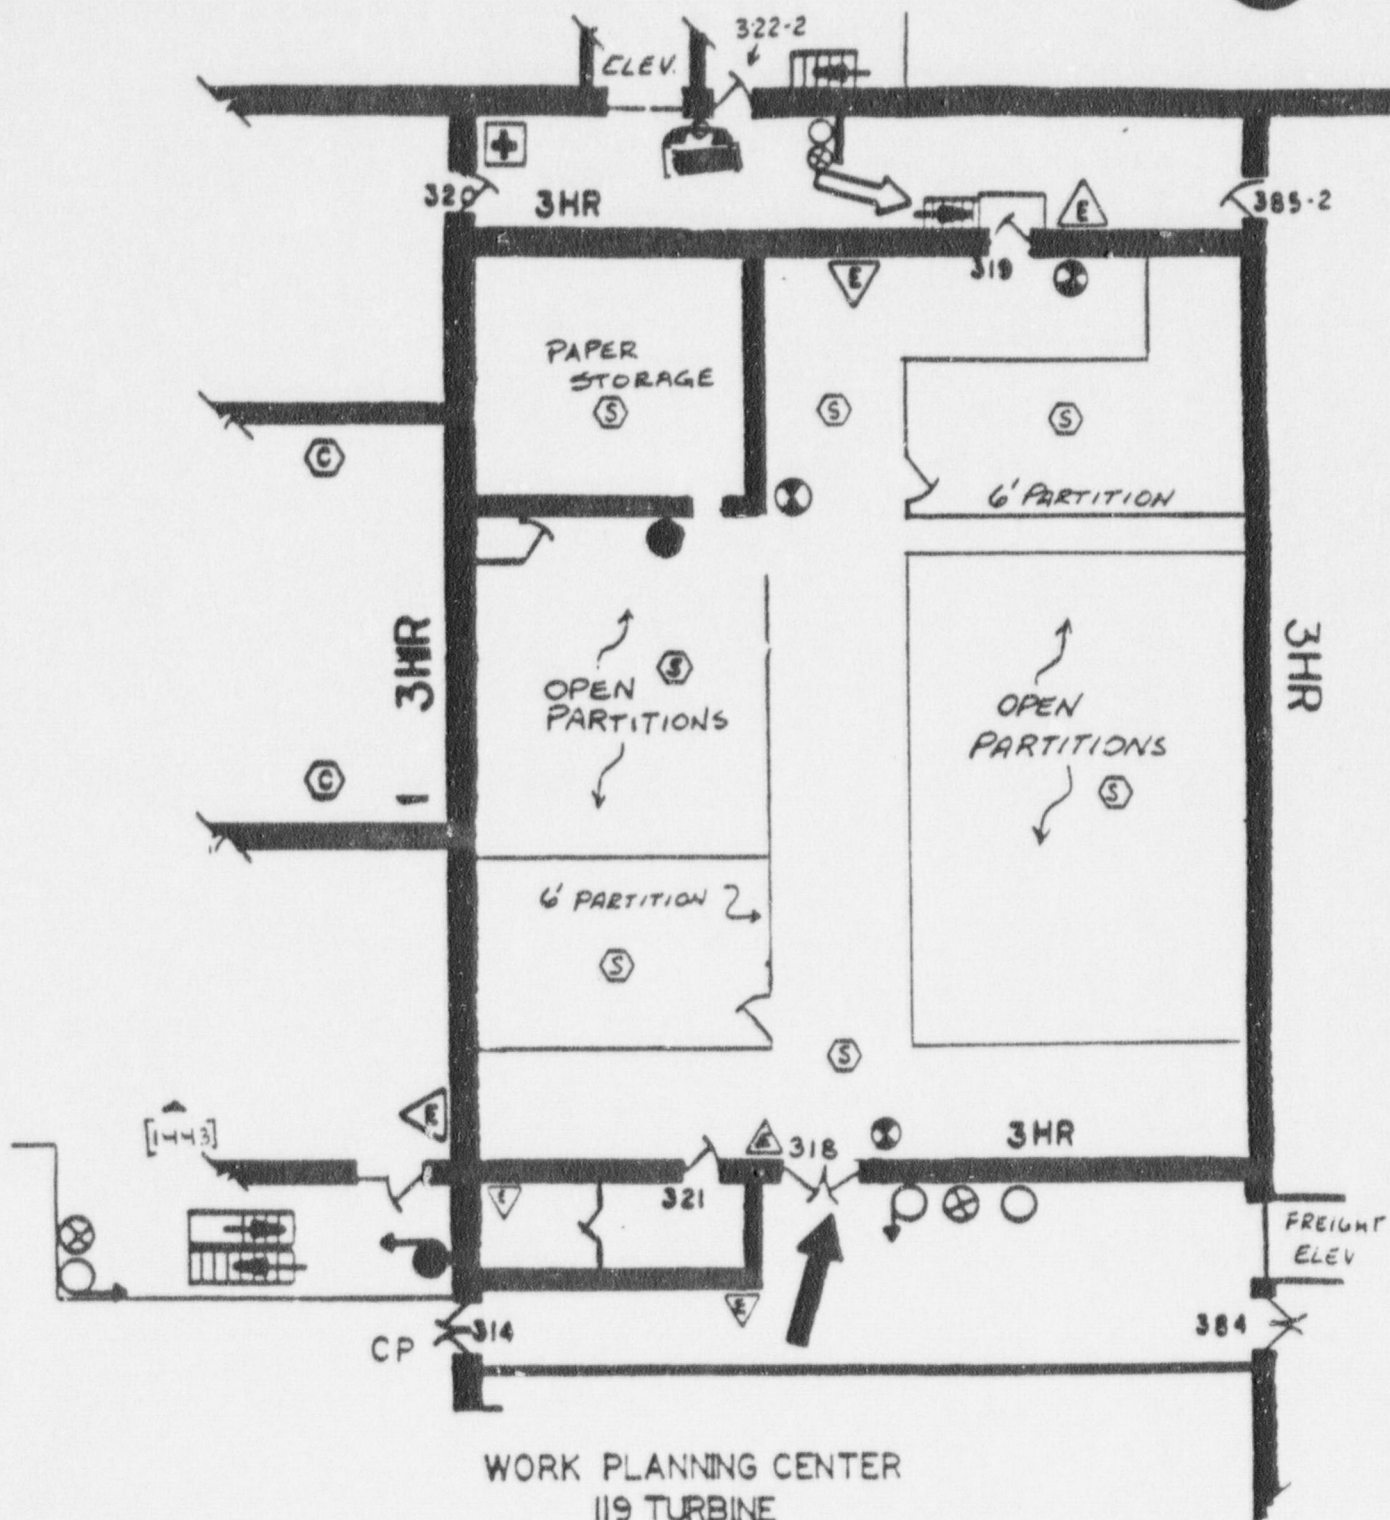 322-2
ELEV.
32
3HR
385-2
E
319
E
PAPER
STORAGE
S
S
S
C
6' PARTITION
3HR
S
OPEN
PARTITIONS
OPEN
PARTITIONS
3HR
C
S
6' PARTITION
S
S
E
[1443]
E
318
3HR
E
321
FREIGHT
ELEV
E
314
384
CP
WORK PLANNING CENTER
119 TURBINE